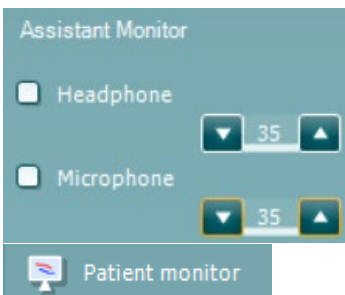 Assistant Monitor
Headphone
35
Microphone
35
Patient monitor